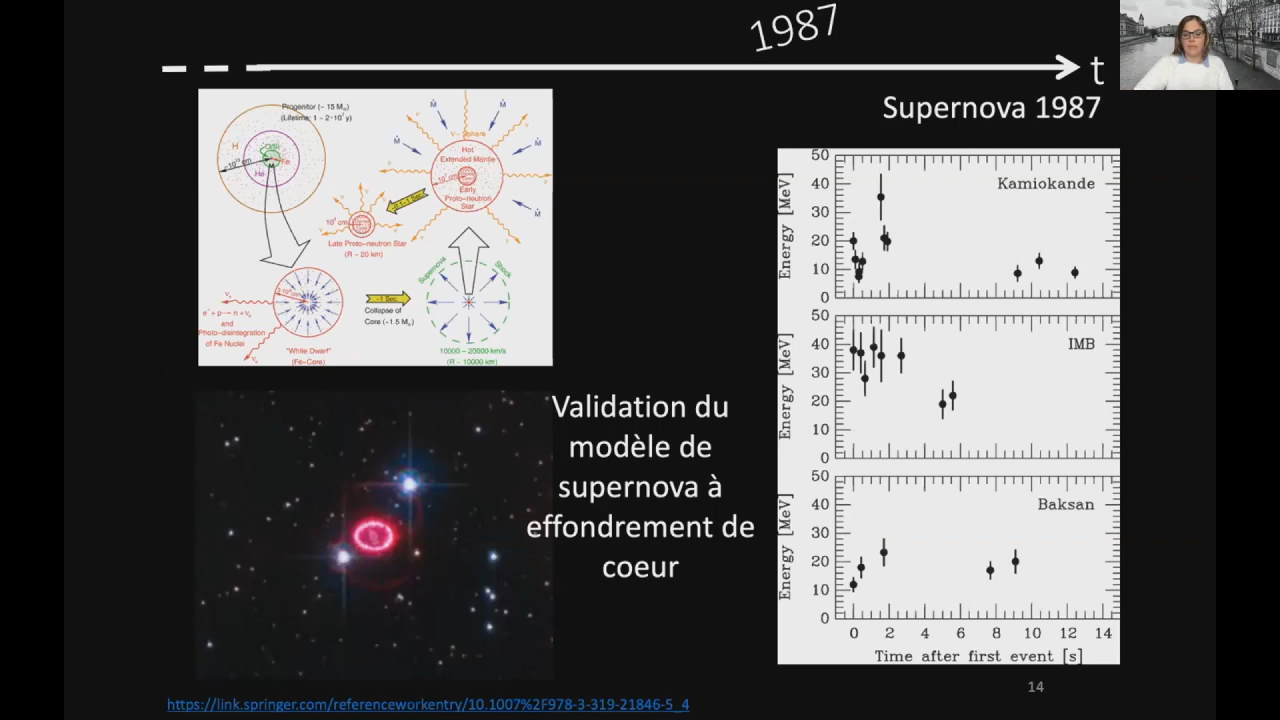 1987
t
Supernova 1987
Progenitor (~ 15 M☉)
(Lifetime: 1 - 2·10⁷ y)
H
He
Fe
Ṁ
Ṁ
Ṁ
Ṁ
Ṁ
ν - Sphere
Hot
Extended Mantle
Early
Proto-neutron
Star
Late Proto-neutron Star
(R ~ 20 km)
e⁻ + p → n + νe
and
Photo-disintegration
of Fe Nuclei
"White Dwarf"
(Fe-Core)
~1 Sec.
Collapse of
Core (~1.5 M☉)
Supernova
Shock
10000 - 20000 km/s
(R ~ 10000 km)
Validation du
modèle de
supernova à
effondrement de
coeur
Kamiokande
Energy [MeV]
50
40
30
20
10
0
IMB
Energy [MeV]
50
40
30
20
10
0
Baksan
Energy [MeV]
50
40
30
20
10
0
0 2 4 6 8 10 12 14
Time after first event [s]
14
https://link.springer.com/referenceworkentry/10.1007%2F978-3-319-21846-5_4